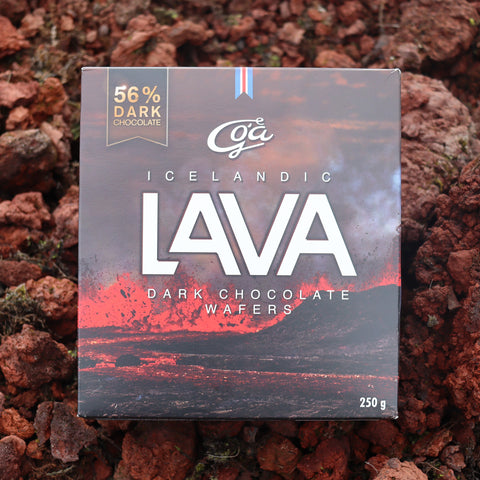 56%
DARK
CHOCOLATE
Góa
ICELANDIC
LAVA
DARK CHOCOLATE
WAFERS
250 g